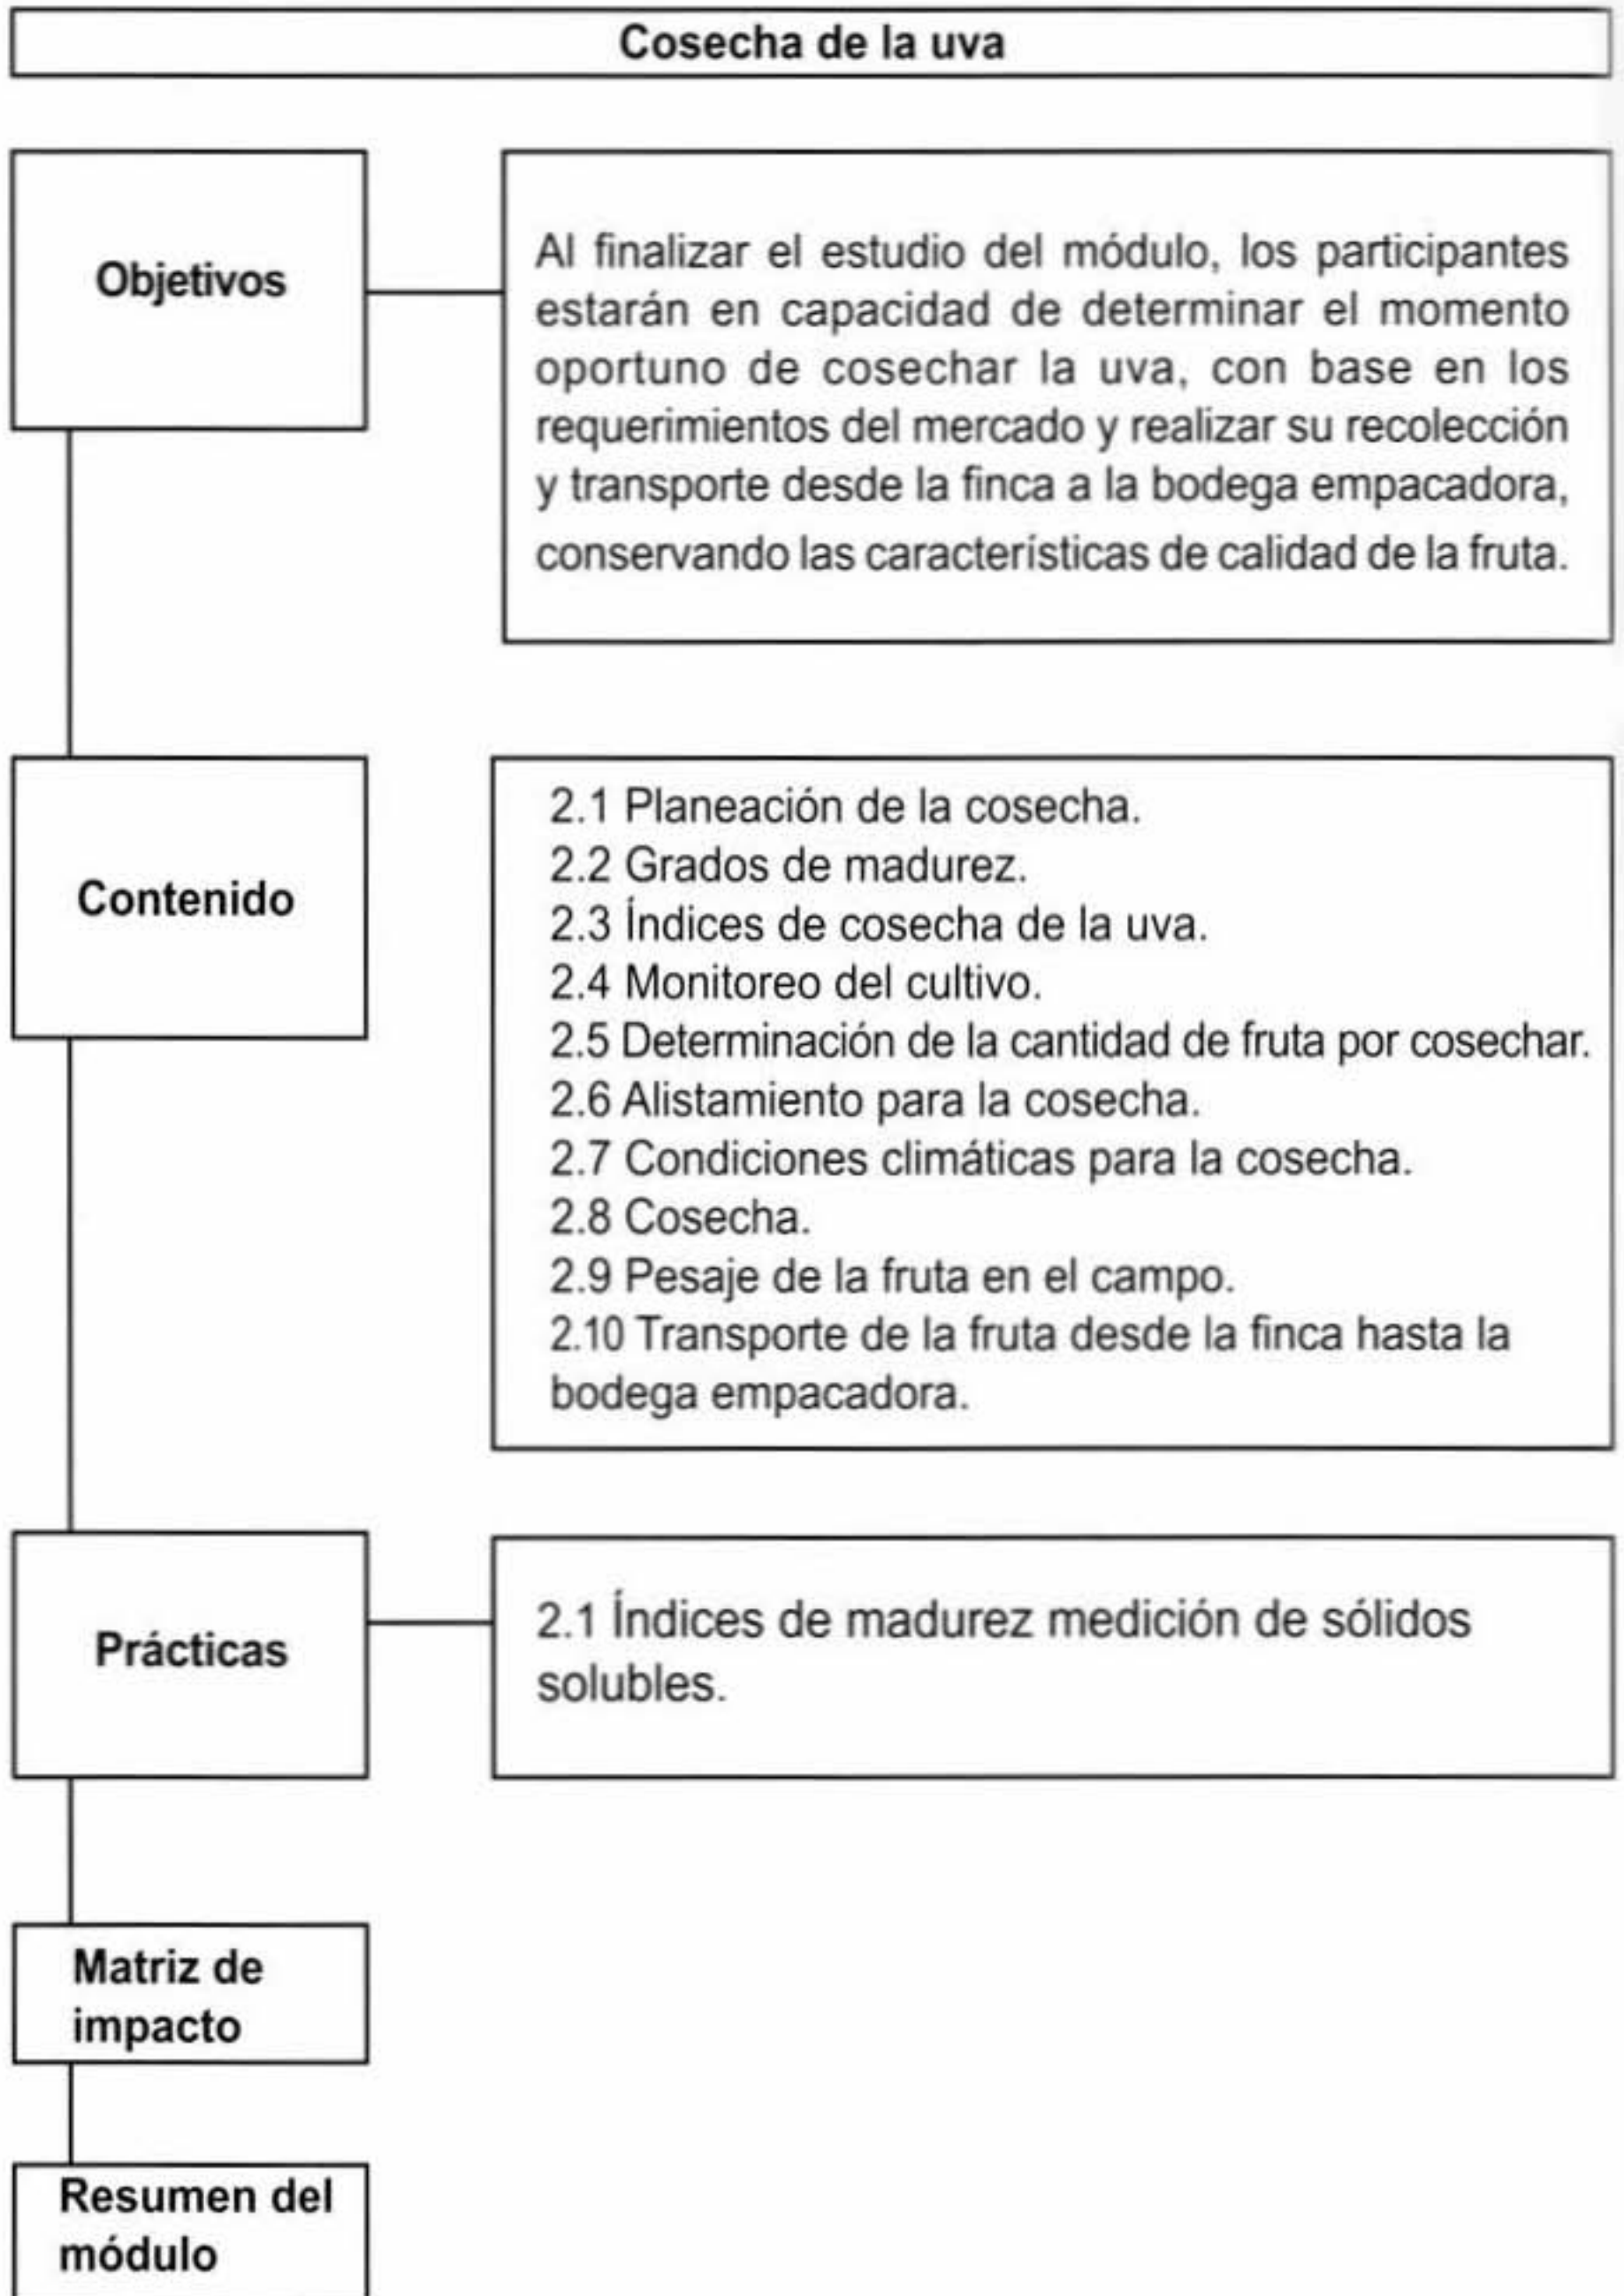 Cosecha de la uva
Objetivos
Al finalizar el estudio del módulo, los participantes
estarán en capacidad de determinar el momento
oportuno de cosechar la uva, con base en los
requerimientos del mercado y realizar su recolección
y transporte desde la finca a la bodega empacadora,
conservando las características de calidad de la fruta.
Contenido
2.1 Planeación de la cosecha.
2.2 Grados de madurez.
2.3 Índices de cosecha de la uva.
2.4 Monitoreo del cultivo.
2.5 Determinación de la cantidad de fruta por cosechar.
2.6 Alistamiento para la cosecha.
2.7 Condiciones climáticas para la cosecha.
2.8 Cosecha.
2.9 Pesaje de la fruta en el campo.
2.10 Transporte de la fruta desde la finca hasta la
bodega empacadora.
Prácticas
2.1 Índices de madurez medición de sólidos
solubles.
Matriz de
impacto
Resumen del
módulo